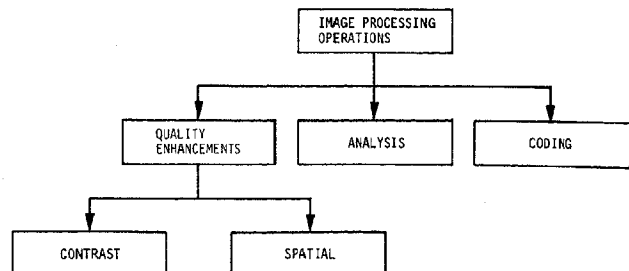 IMAGE PROCESSING
OPERATIONS
QUALITY
ENHANCEMENTS
ANALYSIS
CODING
CONTRAST
SPATIAL